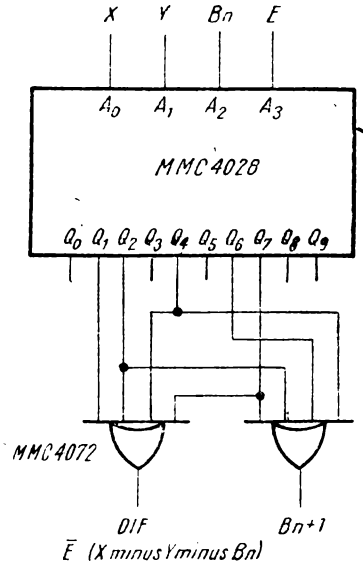 X Y Bn E
A0 A1 A2 A3
MMC4028
Q0 Q1 Q2 Q3 Q4 Q5 Q6 Q7 Q8 Q9
MMC4072
DIF Bn+1
E̅ (X minus Y minus Bn)